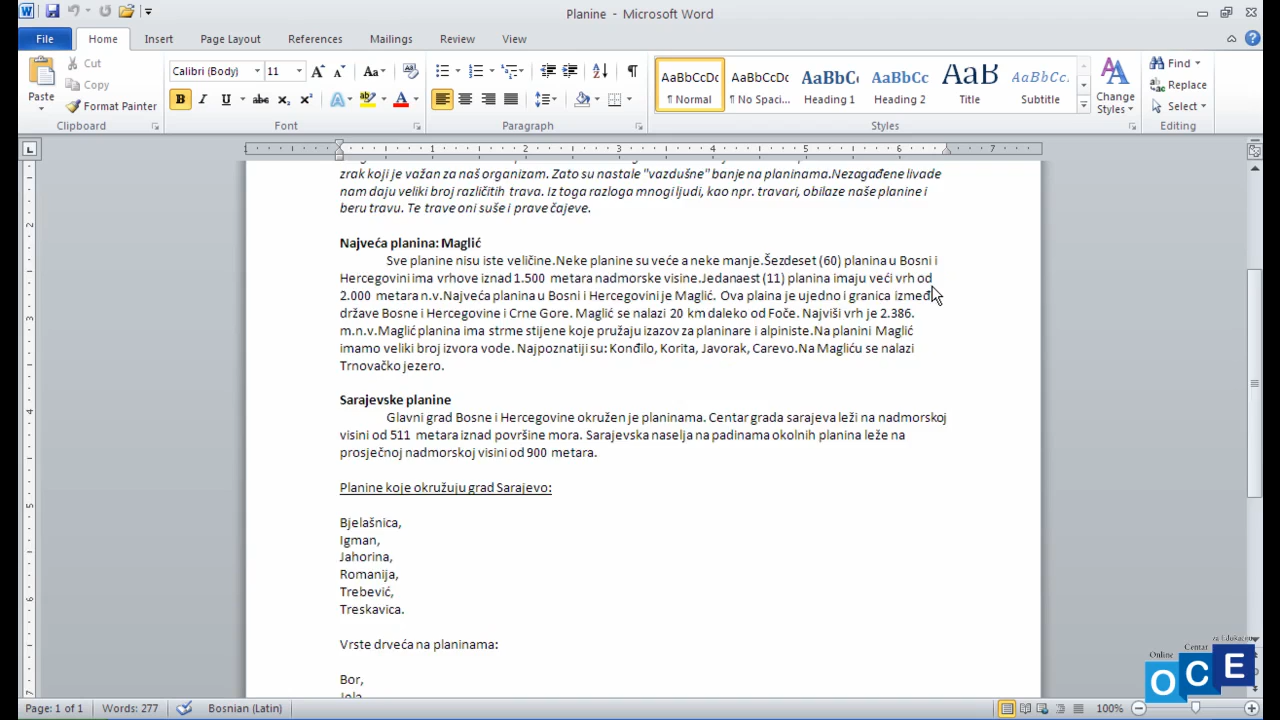 Planine - Microsoft Word
File Home Insert Page Layout References Mailings Review View
Cut
Copy
Format Painter
Paste
Clipboard
Calibri (Body) 11
Font
Paragraph
AaBbCcDc AaBbCcDc AaBbC AaBbCc AaB AaBbCc.
¶ Normal ¶ No Spaci... Heading 1 Heading 2 Title Subtitle
Styles
Change Styles
Find
Replace
Select
Editing
1 2 3 4 5 6 7
zrak koji je važan za naš organizam. Zato su nastale "vazdušne" banje na planinama.Nezagađene livade
nam daju veliki broj različitih trava. Iz toga razloga mnogi ljudi, kao npr. travari, obilaze naše planine i
beru travu. Te trave oni suše i prave čajeve.
Najveća planina: Maglić
Sve planine nisu iste veličine.Neke planine su veće a neke manje.Šezdeset (60) planina u Bosni i
Hercegovini ima vrhove iznad 1.500 metara nadmorske visine.Jedanaest (11) planina imaju veći vrh od
2.000 metara n.v.Najveća planina u Bosni i Hercegovini je Maglić. Ova plaina je ujedno i granica izmeđ
države Bosne i Hercegovine i Crne Gore. Maglić se nalazi 20 km daleko od Foče. Najviši vrh je 2.386.
m.n.v.Maglić planina ima strme stijene koje pružaju izazov za planinare i alpiniste.Na planini Maglić
imamo veliki broj izvora vode. Najpoznatiji su: Konđilo, Korita, Javorak, Carevo.Na Magliću se nalazi
Trnovačko jezero.
Sarajevske planine
Glavni grad Bosne i Hercegovine okružen je planinama. Centar grada sarajeva leži na nadmorskoj
visini od 511 metara iznad površine mora. Sarajevska naselja na padinama okolnih planina leže na
prosječnoj nadmorskoj visini od 900 metara.
Planine koje okružuju grad Sarajevo:
Bjelašnica,
Igman,
Jahorina,
Romanija,
Trebević,
Treskavica.
Vrste drveća na planinama:
Bor,
Page: 1 of 1 Words: 277 Bosnian (Latin) 100%
Online Centar za Edukaciju
OCE